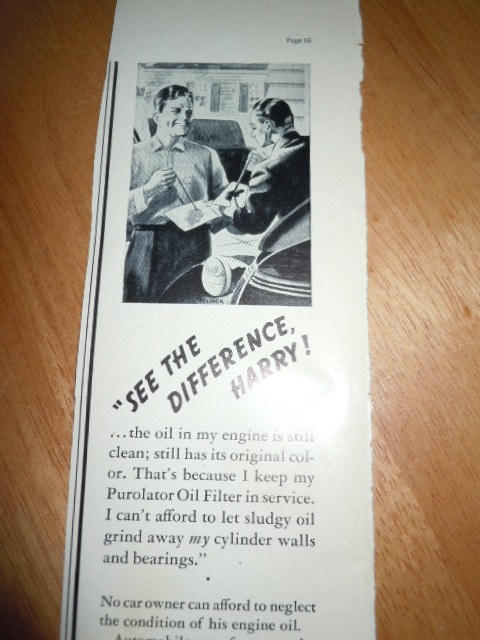 Page 55
"SEE THE
DIFFERENCE,
HARRY!
...the oil in my engine is still
clean; still has its original col-
or. That's because I keep my
Purolator Oil Filter in service.
I can't afford to let sludgy oil
grind away my cylinder walls
and bearings."
No car owner can afford to neglect
the condition of his engine oil.